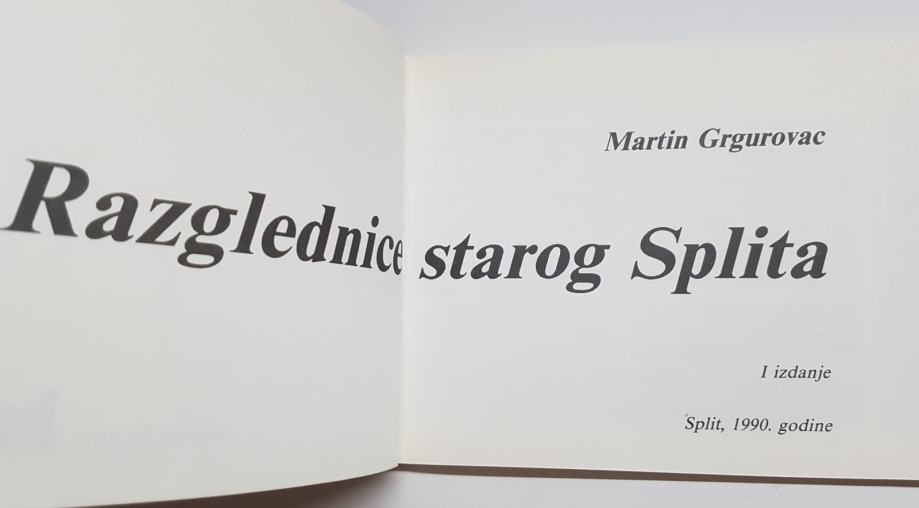 Martin Grgurovac
Razglednice starog Splita
I izdanje
Split, 1990. godine